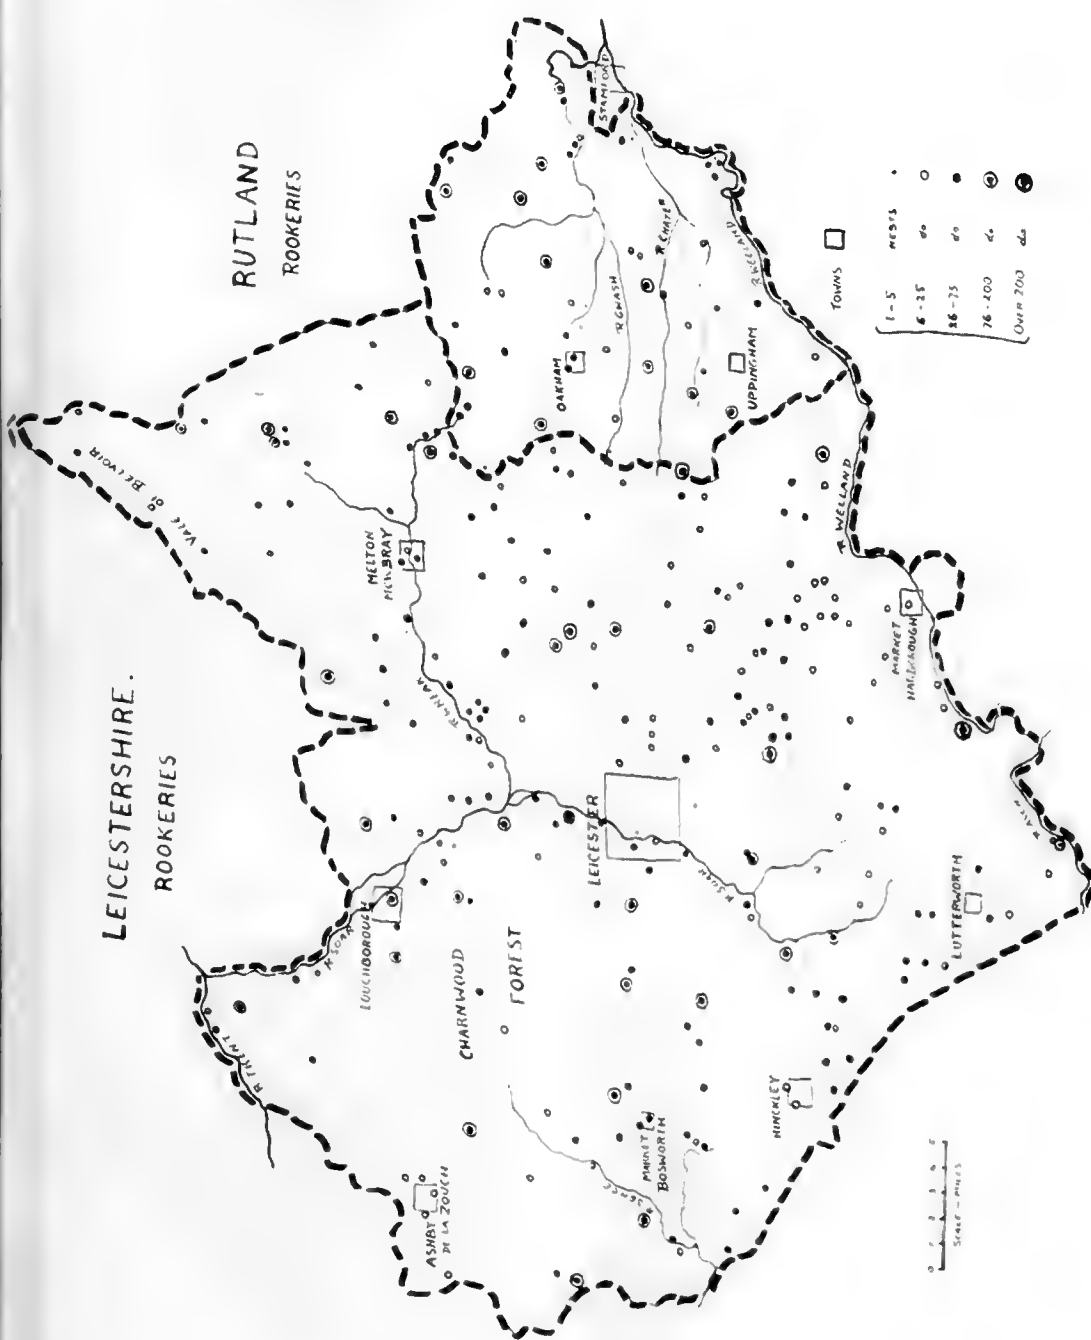 LEICESTERSHIRE.
ROOKERIES
RUTLAND
ROOKERIES
VALE OF BELVOIR
MELTON
MOWBRAY
OAKHAM
UPPINGHAM
STAMFORD
R GWASH
R CHATER
R WELLAND
R WELLAND
R TRENT
R SOAR
LOUGHBOROUGH
CHARNWOOD
FOREST
LEICESTER
R SOAR
ASHBY
DE LA ZOUCH
MARKET
BOSWORTH
HINCKLEY
LUTTERWORTH
MARKET
HARBOROUGH
TOWNS
1-5 NESTS
6-25 do
26-75 do
76-200 do
OVER 200 do
SCALE - MILES